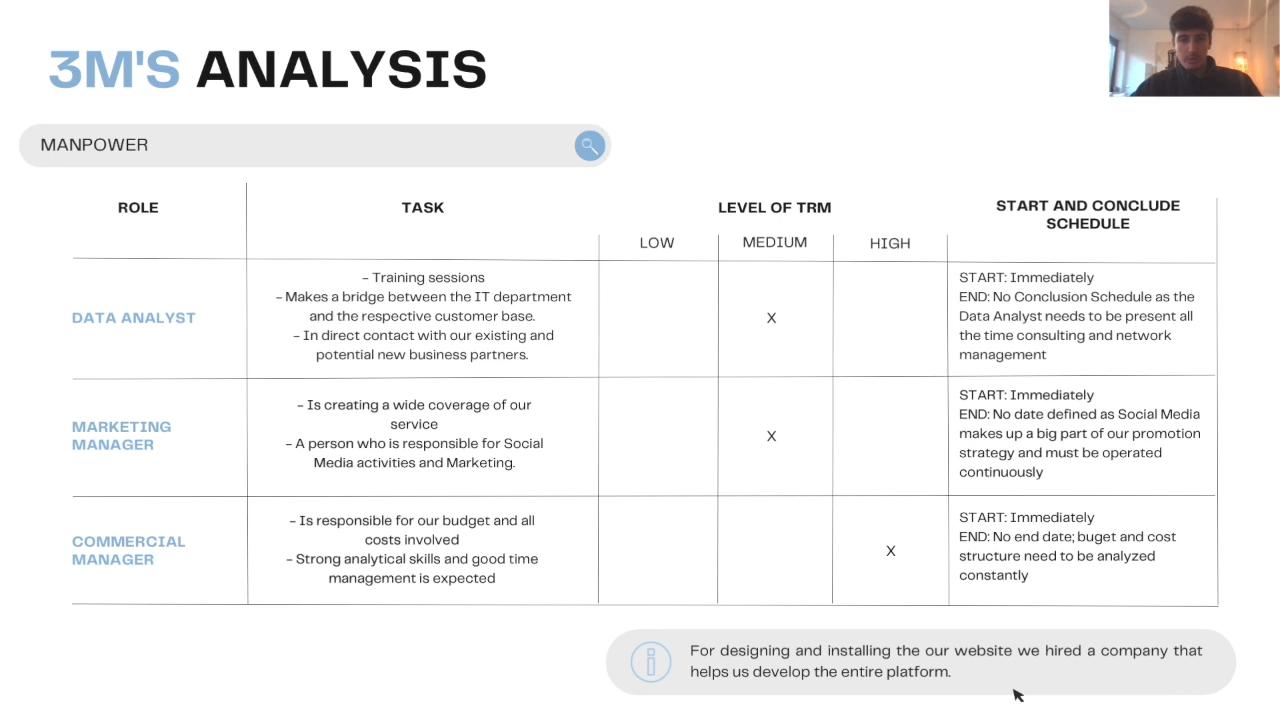 3M'S ANALYSIS
MANPOWER
ROLE
TASK
LEVEL OF TRM
START AND CONCLUDE
SCHEDULE
LOW
MEDIUM
HIGH
DATA ANALYST
– Training sessions
– Makes a bridge between the IT department
and the respective customer base.
– In direct contact with our existing and
potential new business partners.
X
START: Immediately
END: No Conclusion Schedule as the
Data Analyst needs to be present all
the time consulting and network
management
MARKETING
MANAGER
– Is creating a wide coverage of our
service
– A person who is responsible for Social
Media activities and Marketing.
X
START: Immediately
END: No date defined as Social Media
makes up a big part of our promotion
strategy and must be operated
continuously
COMMERCIAL
MANAGER
– Is responsible for our budget and all
costs involved
– Strong analytical skills and good time
management is expected
X
START: Immediately
END: No end date; buget and cost
structure need to be analyzed
constantly
For designing and installing the our website we hired a company that
helps us develop the entire platform.